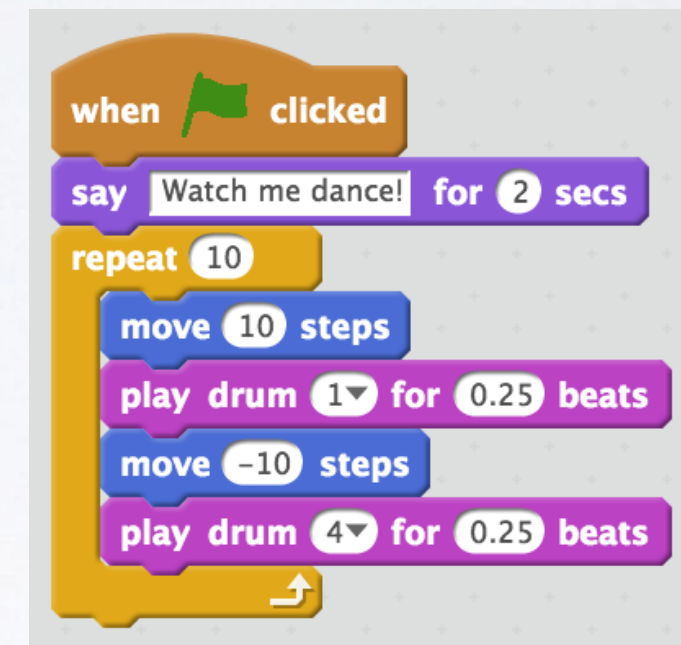 when clicked
say Watch me dance! for 2 secs
repeat 10
move 10 steps
play drum 1 for 0.25 beats
move -10 steps
play drum 4 for 0.25 beats